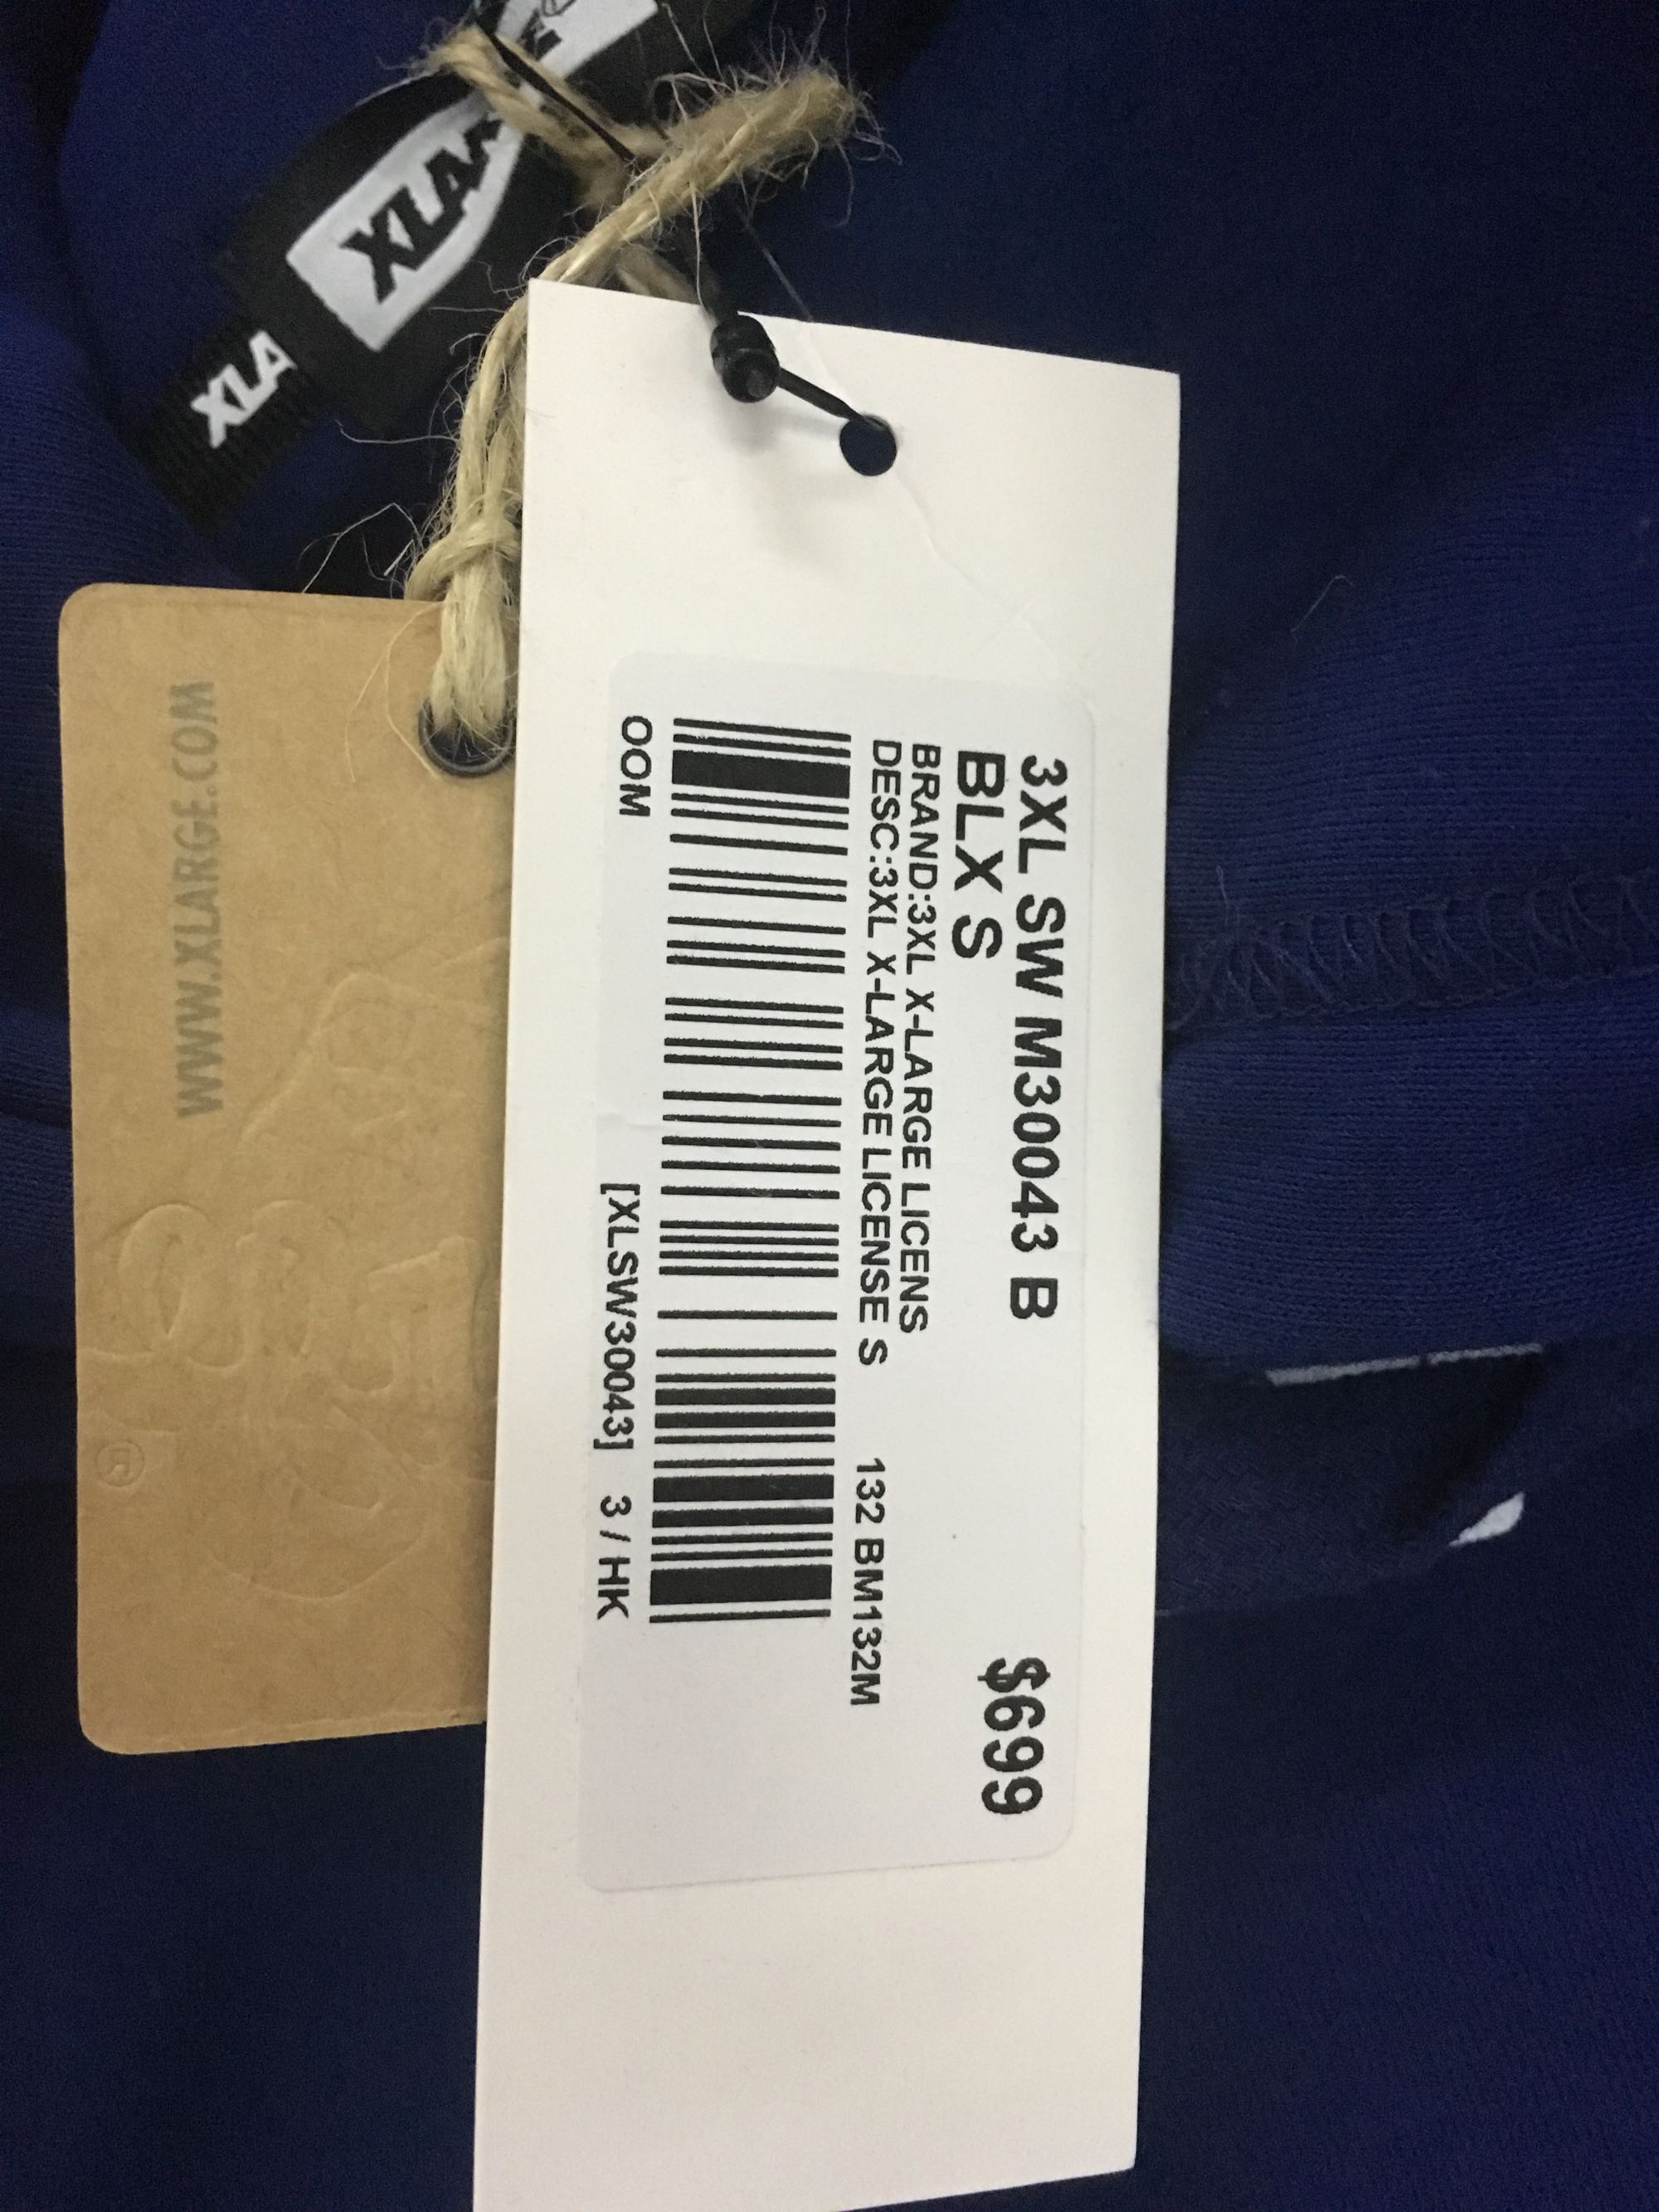 3XL SW M30043 B
BLX S
$699
BRAND:3XL X-LARGE LICENS
DESC:3XL X-LARGE LICENSE S 132 BM132M
OOM
[XLSW30043] 3 / HK
WWW.XLARGE.COM
®
XLA
XLA